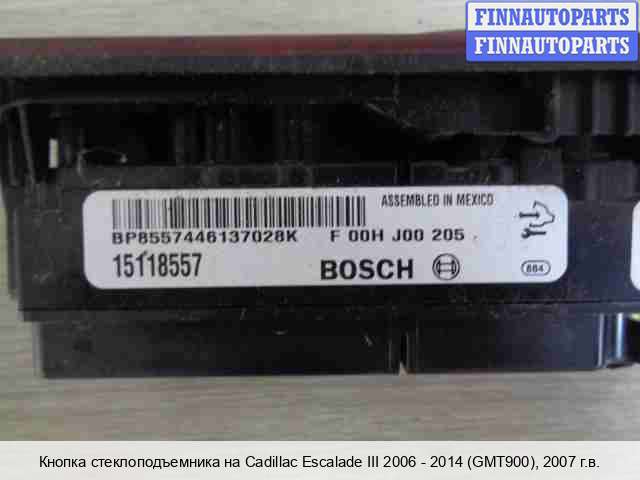 FINNAUTOPARTS
FINNAUTOPARTS
ASSEMBLED IN MEXICO
BP8557446137028K F 00H J00 205
15118557 BOSCH 884
Кнопка стеклоподъемника на Cadillac Escalade III 2006 - 2014 (GMT900), 2007 г.в.